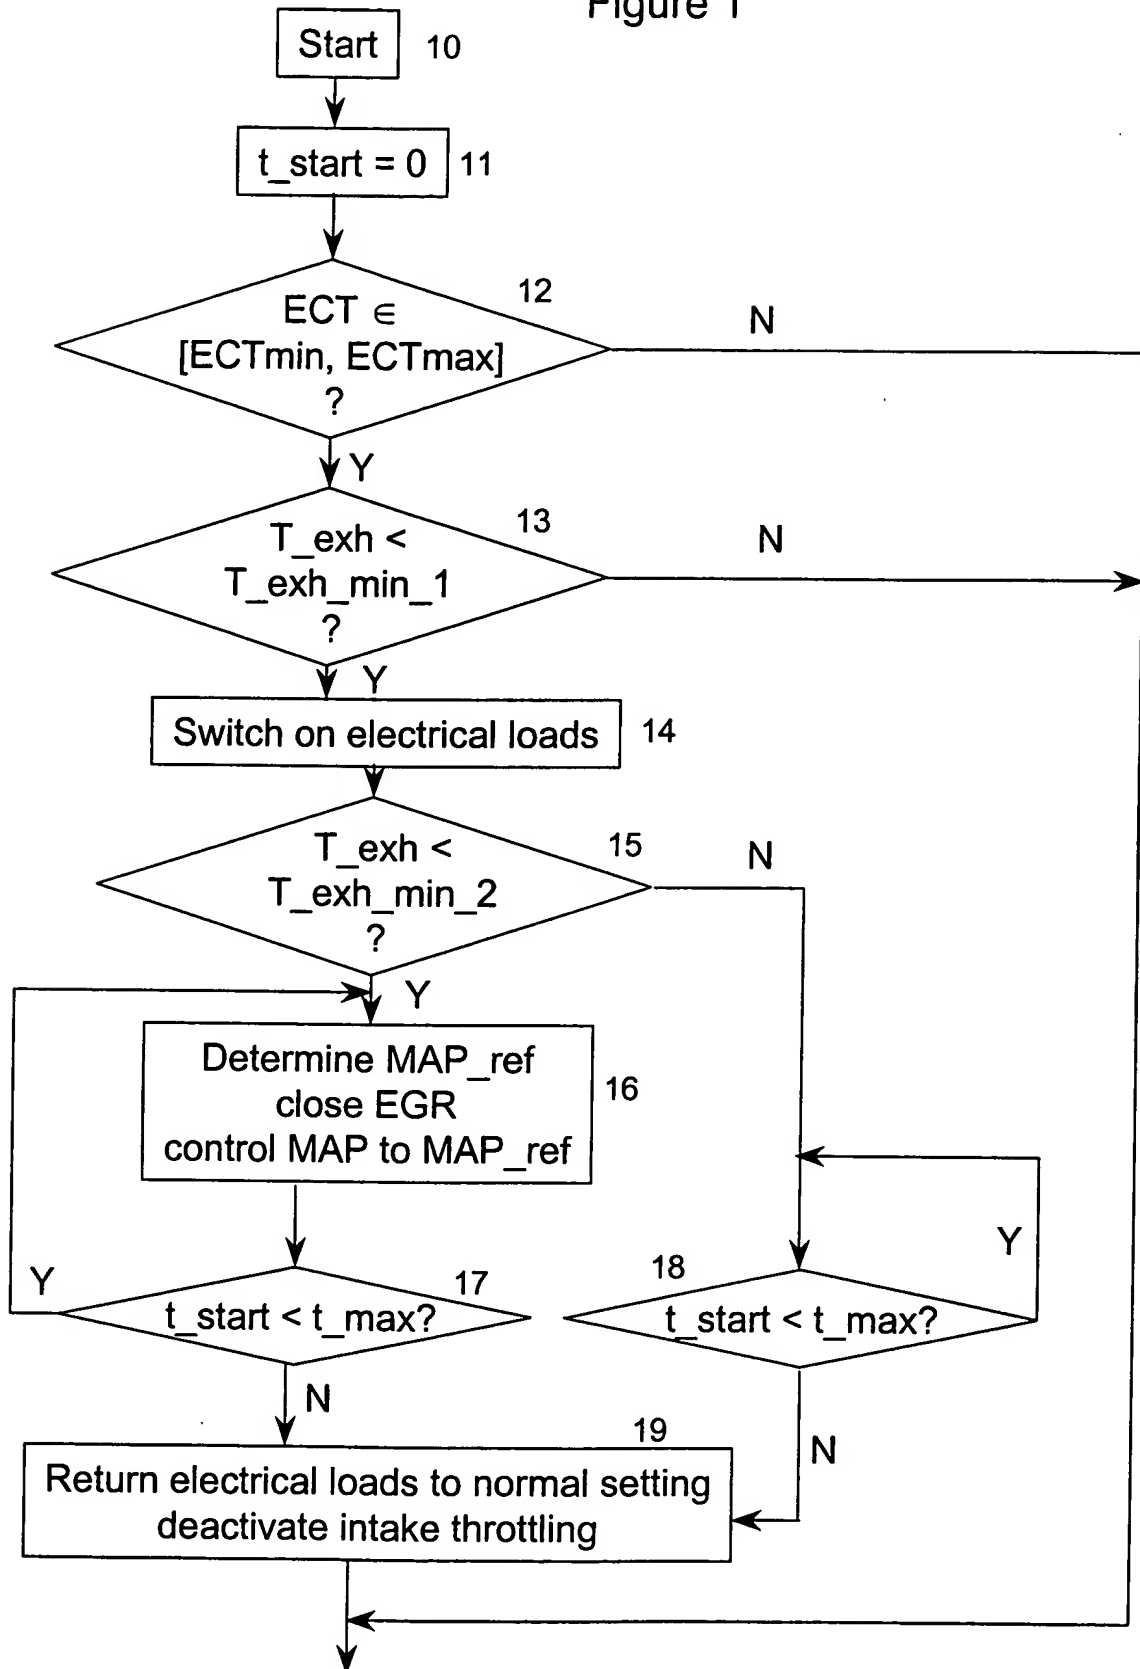 Figure 1
Start 10
t_start = 0 11
12
ECT ∈
[ECTmin, ECTmax]
?
N
Y
13
T_exh <
T_exh_min_1
?
N
Y
Switch on electrical loads 14
15
T_exh <
T_exh_min_2
?
N
Y
Determine MAP_ref
close EGR
control MAP to MAP_ref
16
Y
17
t_start < t_max?
18
t_start < t_max?
Y
N
19
N
Return electrical loads to normal setting
deactivate intake throttling